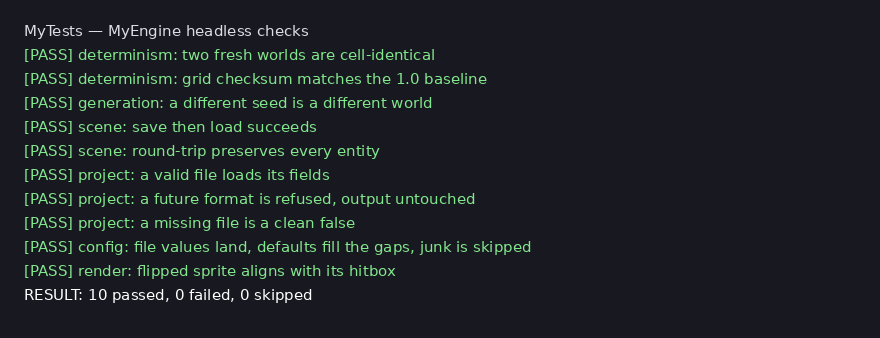 MyTests — MyEngine headless checks
[PASS] determinism: two fresh worlds are cell-identical
[PASS] determinism: grid checksum matches the 1.0 baseline
[PASS] generation: a different seed is a different world
[PASS] scene: save then load succeeds
[PASS] scene: round-trip preserves every entity
[PASS] project: a valid file loads its fields
[PASS] project: a future format is refused, output untouched
[PASS] project: a missing file is a clean false
[PASS] config: file values land, defaults fill the gaps, junk is skipped
[PASS] render: flipped sprite aligns with its hitbox
RESULT: 10 passed, 0 failed, 0 skipped